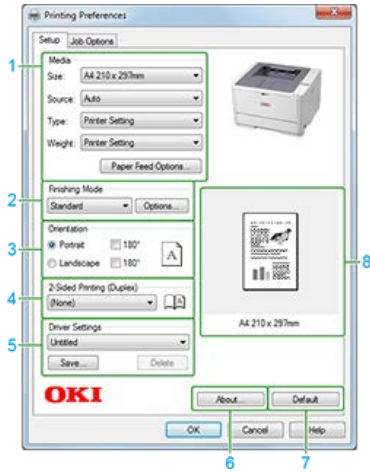 Printing Preferences
Setup Job Options
1
Media
Size: A4 210 x 297mm
Source: Auto
Type: Printer Setting
Weight: Printer Setting
Paper Feed Options...
2
Finishing Mode
Standard Options...
3
Orientation
Portrait 180°
Landscape 180°
A
4
2-Sided Printing (Duplex)
(None)
A
5
Driver Settings
Untitled
Save... Delete
8
A4 210 x 297mm
OKI
About... Default
OK Cancel Help
6 7